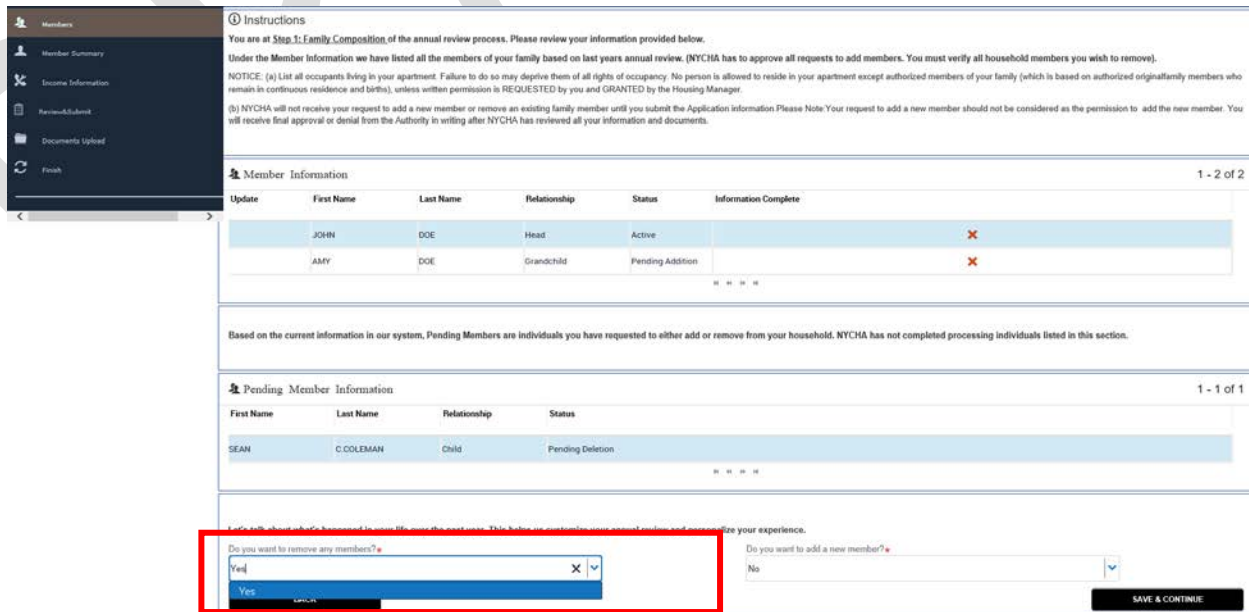 Members
Member Summary
Income Information
Review&Submit
Documents Upload
Finish
Instructions
You are at Step 1: Family Composition of the annual review process. Please review your information provided below.
Under the Member Information we have listed all the members of your family based on last years annual review. (NYCHA has to approve all requests to add members. You must verify all household members you wish to remove).
NOTICE: (a) List all occupants living in your apartment. Failure to do so may deprive them of all rights of occupancy. No person is allowed to reside in your apartment except authorized members of your family (which is based on authorized originalfamily members who
remain in continuous residence and births), unless written permission is REQUESTED by you and GRANTED by the Housing Manager.
(b) NYCHA will not receive your request to add a new member or remove an existing family member until you submit the Application information.Please Note:Your request to add a new member should not be considered as the permission to add the new member. You
will receive final approval or denial from the Authority in writing after NYCHA has reviewed all your information and documents.
Member Information 1 - 2 of 2
Update First Name Last Name Relationship Status Information Complete
JOHN DOE Head Active
AMY DOE Grandchild Pending Addition
Based on the current information in our system, Pending Members are individuals you have requested to either add or remove from your household. NYCHA has not completed processing individuals listed in this section.
Pending Member Information 1 - 1 of 1
First Name Last Name Relationship Status
SEAN C.COLEMAN Child Pending Deletion
Let's talk about what's happened in your life over the past year. This helps us customize your annual review and personalize your experience.
Do you want to remove any members?* Do you want to add a new member?*
Yes No
Yes
BACK SAVE & CONTINUE